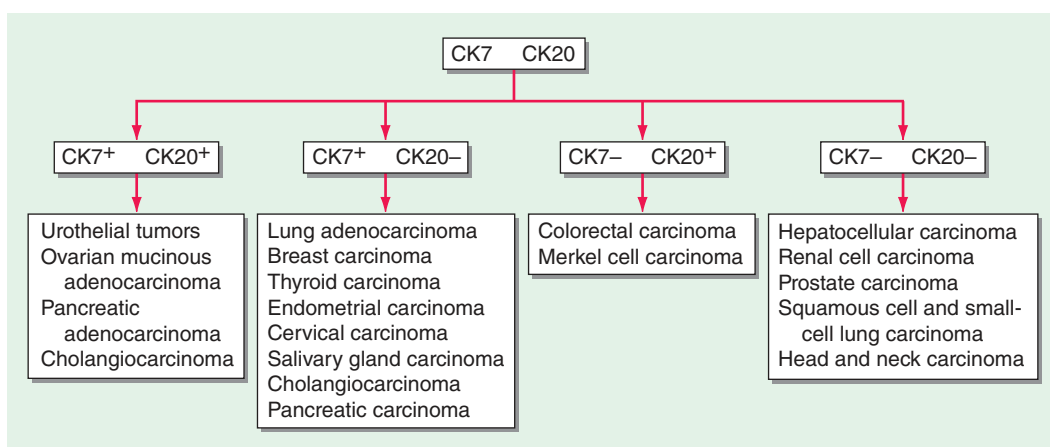 CK7 CK20
CK7+ CK20+
CK7+ CK20–
CK7– CK20+
CK7– CK20–
Urothelial tumors
Ovarian mucinous
adenocarcinoma
Pancreatic
adenocarcinoma
Cholangiocarcinoma
Lung adenocarcinoma
Breast carcinoma
Thyroid carcinoma
Endometrial carcinoma
Cervical carcinoma
Salivary gland carcinoma
Cholangiocarcinoma
Pancreatic carcinoma
Colorectal carcinoma
Merkel cell carcinoma
Hepatocellular carcinoma
Renal cell carcinoma
Prostate carcinoma
Squamous cell and small-
cell lung carcinoma
Head and neck carcinoma